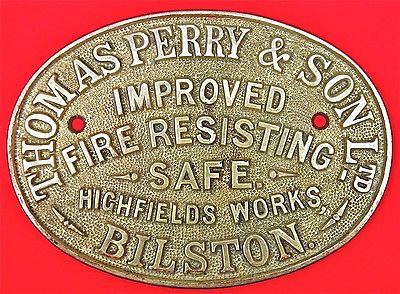 THOMAS PERRY & SON LTD
IMPROVED
FIRE RESISTING
SAFE.
HIGHFIELDS WORKS,
BILSTON.